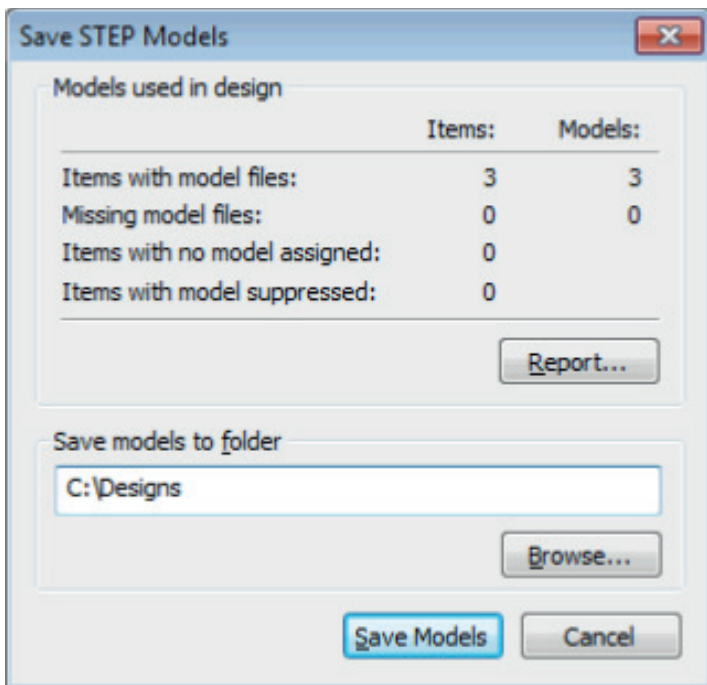 Save STEP Models
Models used in design
Items: Models:
Items with model files: 3 3
Missing model files: 0 0
Items with no model assigned: 0
Items with model suppressed: 0
Report...
Save models to folder
C:\Designs
Browse...
Save Models Cancel